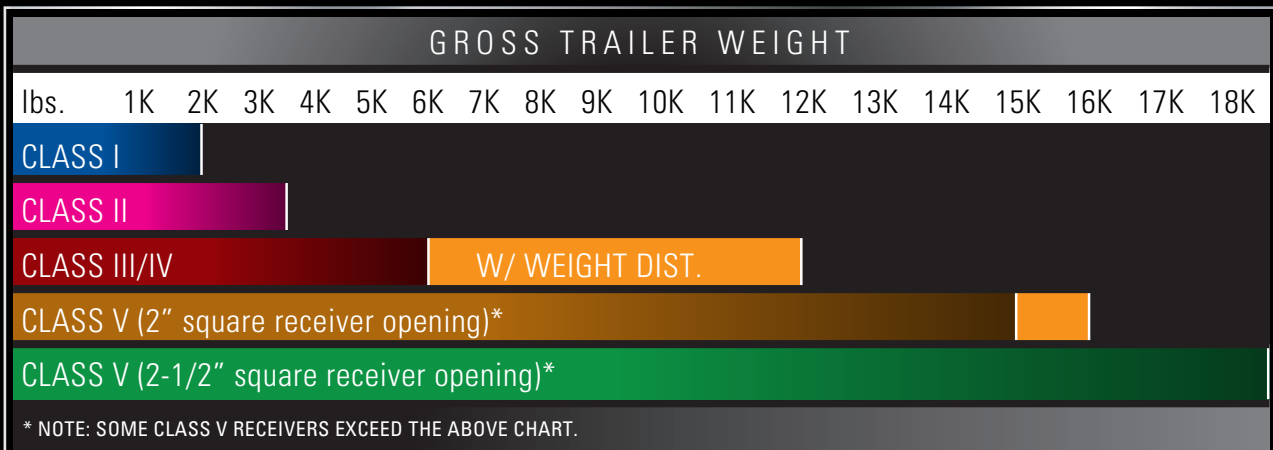 GROSS TRAILER WEIGHT
lbs. 1K 2K 3K 4K 5K 6K 7K 8K 9K 10K 11K 12K 13K 14K 15K 16K 17K 18K
CLASS I
CLASS II
CLASS III/IV W/ WEIGHT DIST.
CLASS V (2” square receiver opening)*
CLASS V (2-1/2” square receiver opening)*
* NOTE: SOME CLASS V RECEIVERS EXCEED THE ABOVE CHART.